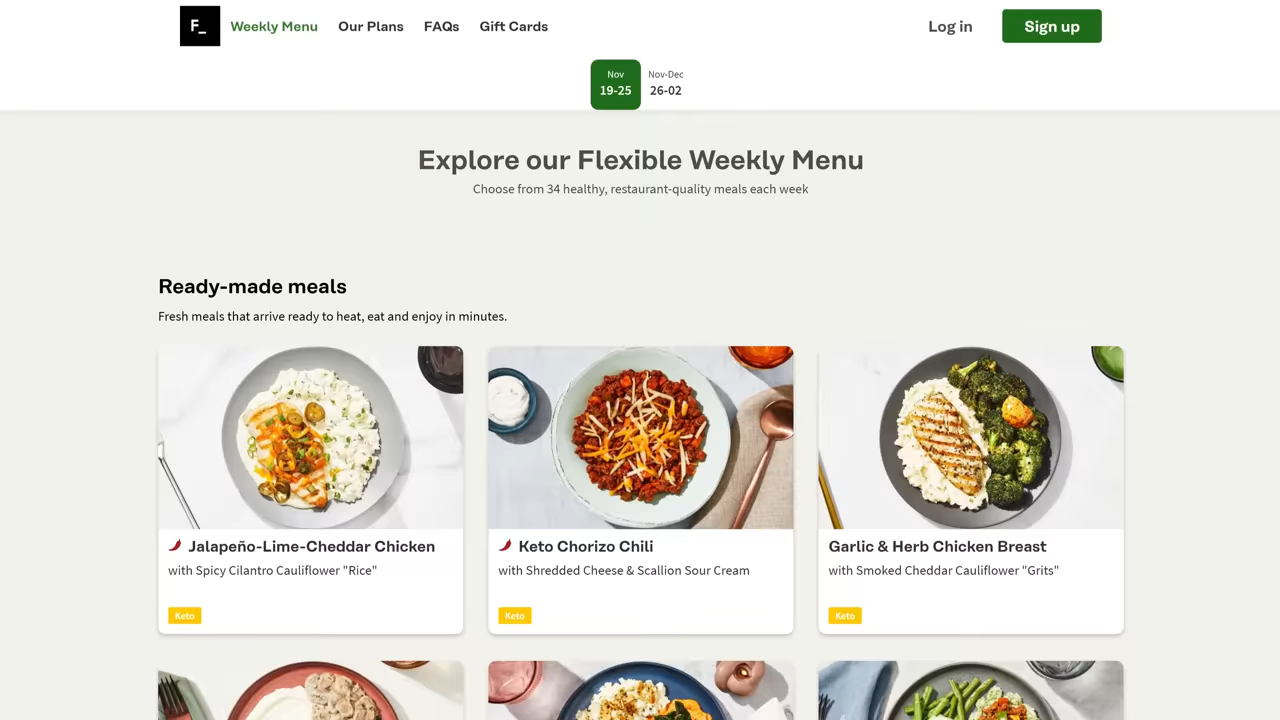 F_
Weekly Menu
Our Plans
FAQs
Gift Cards
Log in
Sign up
Nov
19-25
Nov-Dec
26-02
Explore our Flexible Weekly Menu
Choose from 34 healthy, restaurant-quality meals each week
Ready-made meals
Fresh meals that arrive ready to heat, eat and enjoy in minutes.
Jalapeño-Lime-Cheddar Chicken
with Spicy Cilantro Cauliflower "Rice"
Keto
Keto Chorizo Chili
with Shredded Cheese & Scallion Sour Cream
Keto
Garlic & Herb Chicken Breast
with Smoked Cheddar Cauliflower "Grits"
Keto